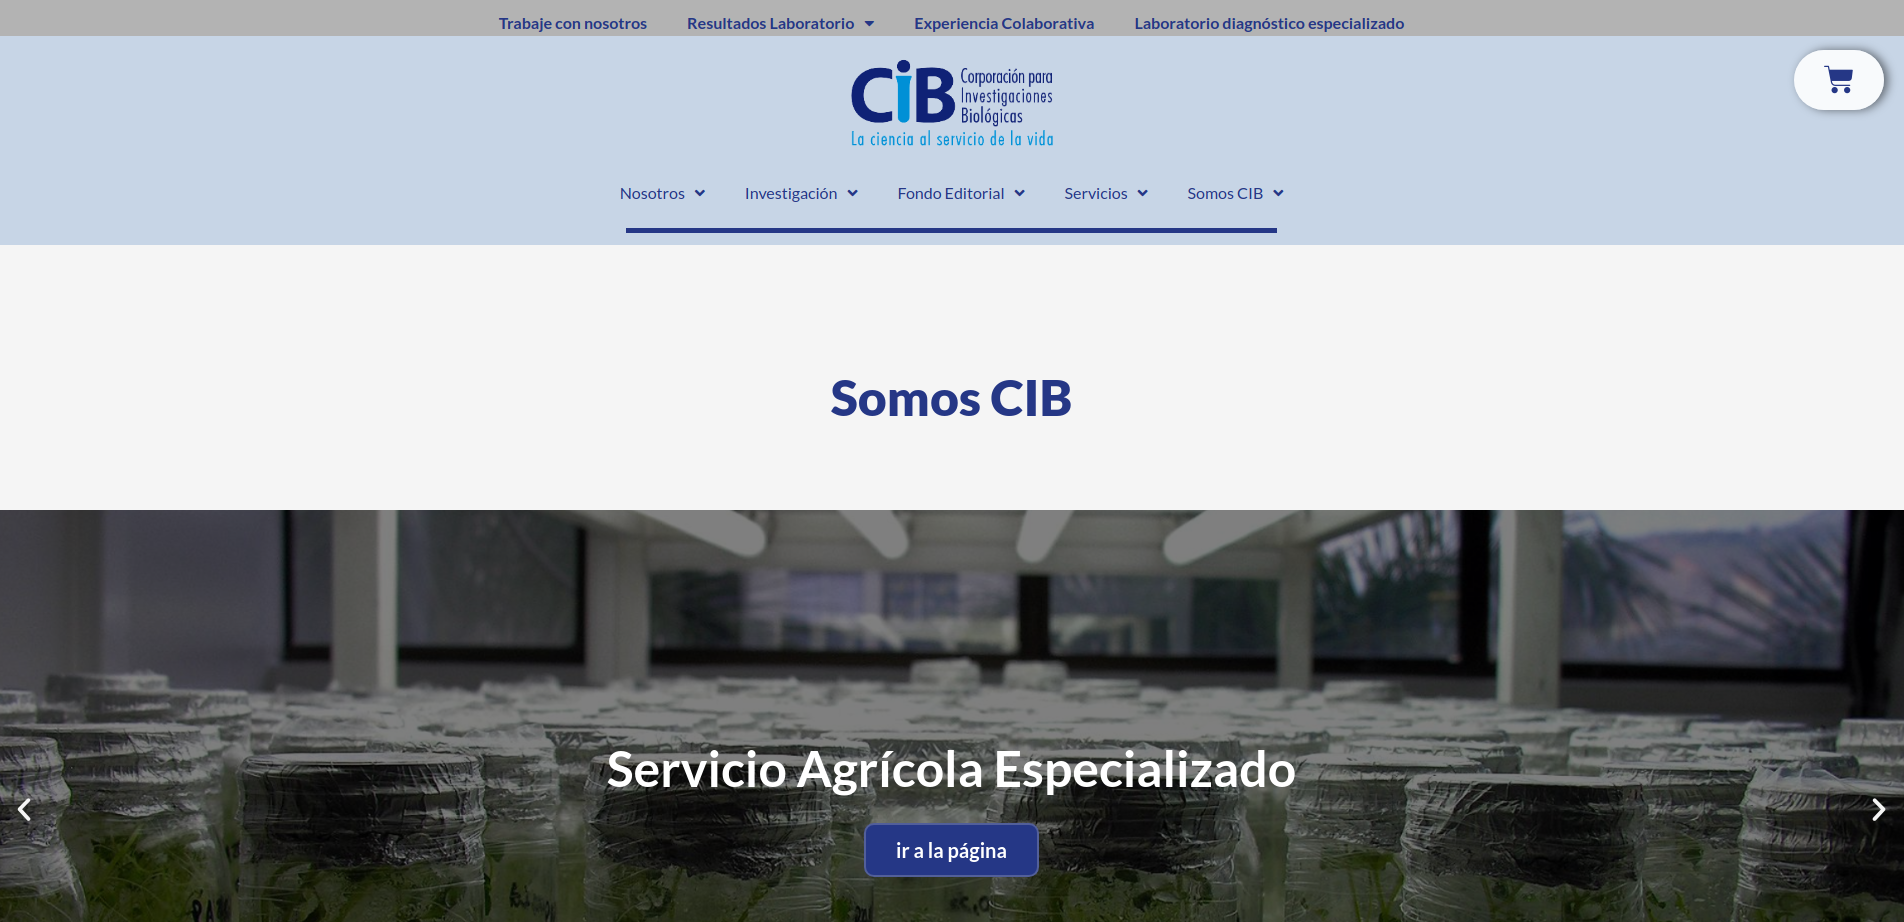 Trabaje con nosotros
Resultados Laboratorio
Experiencia Colaborativa
Laboratorio diagnóstico especializado
CiB
Corporación para
Investigaciones
Biológicas
La ciencia al servicio de la vida
Nosotros
Investigación
Fondo Editorial
Servicios
Somos CIB
Somos CIB
Servicio Agrícola Especializado
ir a la página